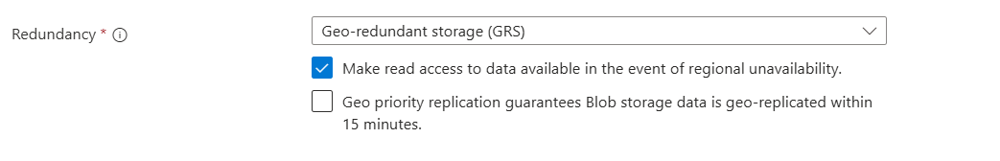 Redundancy *
Geo-redundant storage (GRS)
Make read access to data available in the event of regional unavailability.
Geo priority replication guarantees Blob storage data is geo-replicated within
15 minutes.